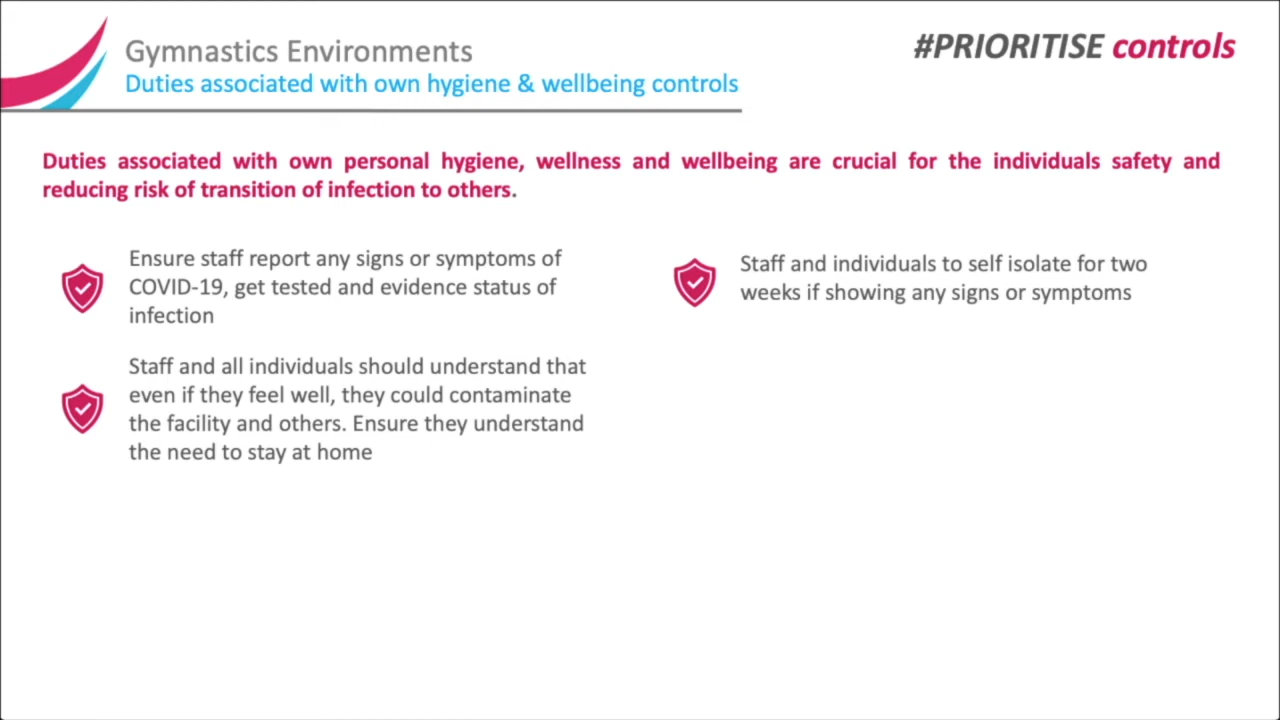 Gymnastics Environments
Duties associated with own hygiene & wellbeing controls
#PRIORITISE controls
Duties associated with own personal hygiene, wellness and wellbeing are crucial for the individuals safety and
reducing risk of transition of infection to others.
Ensure staff report any signs or symptoms of
COVID-19, get tested and evidence status of
infection
Staff and individuals to self isolate for two
weeks if showing any signs or symptoms
Staff and all individuals should understand that
even if they feel well, they could contaminate
the facility and others. Ensure they understand
the need to stay at home